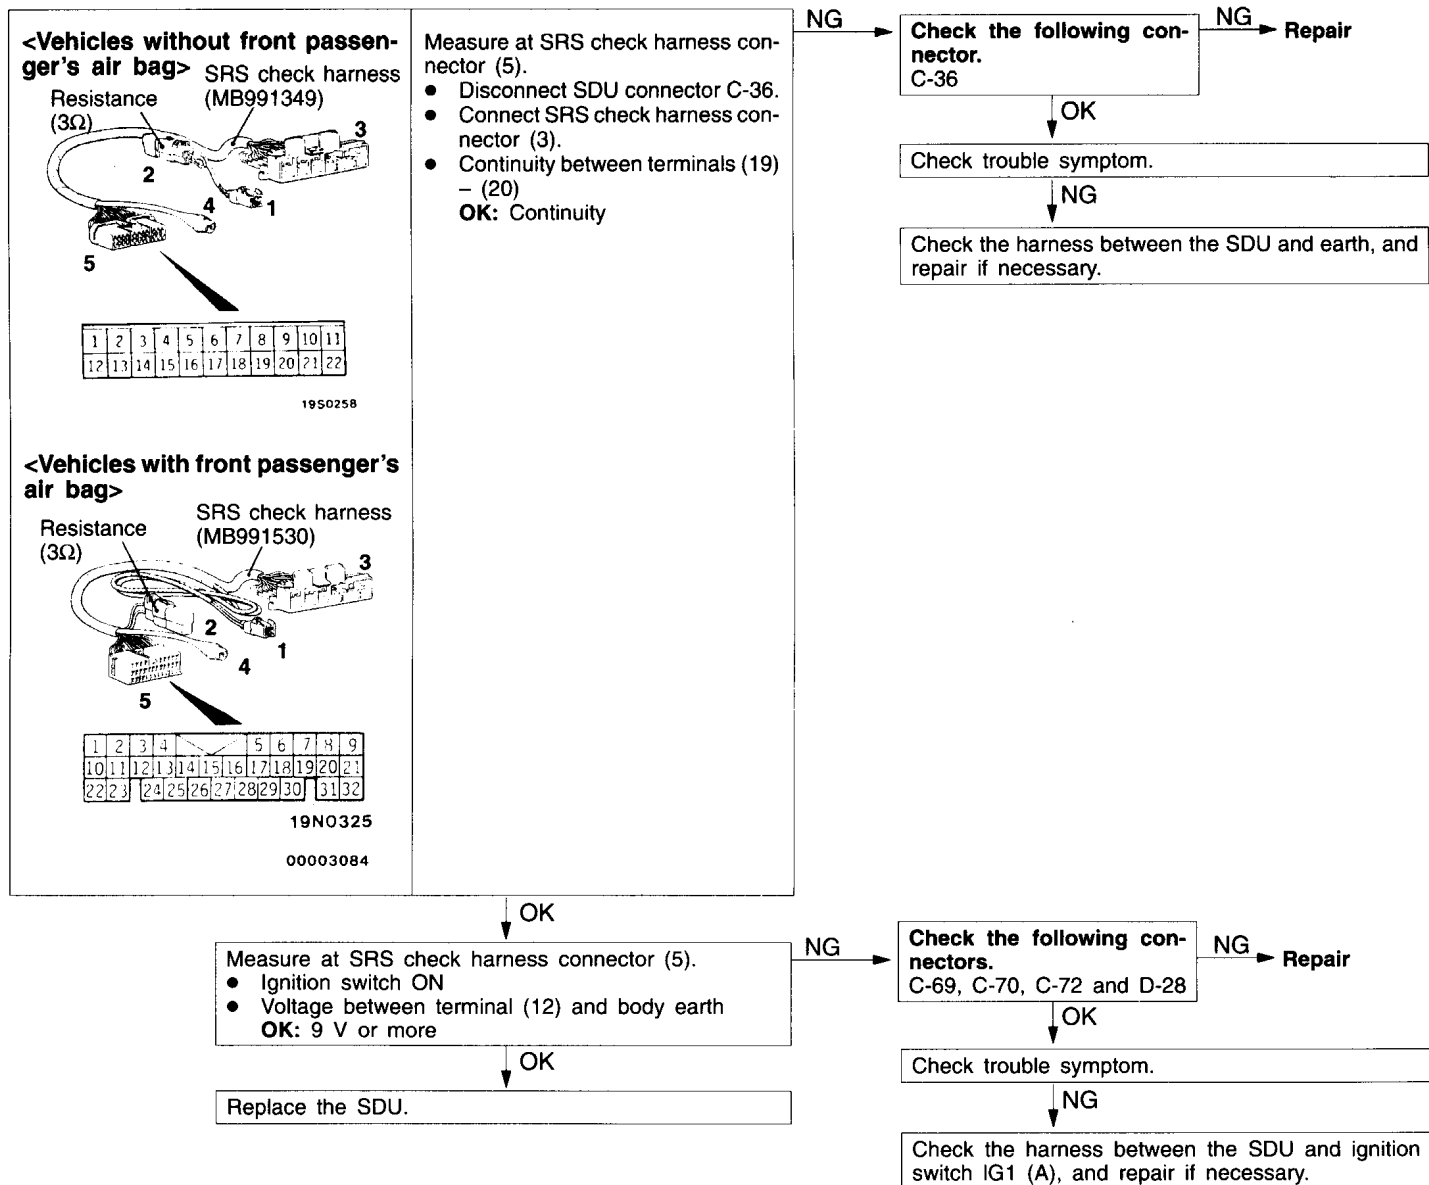 <Vehicles without front passen-
ger's air bag>
SRS check harness
(MB991349)
Resistance
(3Ω)
3
2
4
1
5
1 2 3 4 5 6 7 8 9 10 11
12 13 14 15 16 17 18 19 20 21 22
19S0258
<Vehicles with front passenger's
air bag>
SRS check harness
(MB991530)
Resistance
(3Ω)
3
2
1
4
5
1 2 3 4 5 6 7 8 9
10 11 12 13 14 15 16 17 18 19 20 21
22 23 24 25 26 27 28 29 30 31 32
19N0325
00003084
Measure at SRS check harness con-
nector (5).
● Disconnect SDU connector C-36.
● Connect SRS check harness con-
nector (3).
● Continuity between terminals (19)
– (20)
OK: Continuity
NG
Check the following con-
nector.
C-36
NG
Repair
OK
Check trouble symptom.
NG
Check the harness between the SDU and earth, and
repair if necessary.
OK
Measure at SRS check harness connector (5).
● Ignition switch ON
● Voltage between terminal (12) and body earth
OK: 9 V or more
NG
Check the following con-
nectors.
C-69, C-70, C-72 and D-28
NG
Repair
OK
Check trouble symptom.
NG
Check the harness between the SDU and ignition
switch IG1 (A), and repair if necessary.
OK
Replace the SDU.